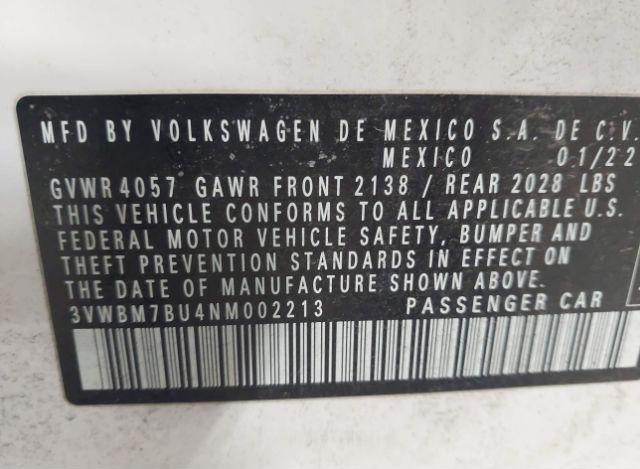 MFD BY VOLKSWAGEN DE MEXICO S.A. DE C.V.
MEXICO 01/22
GVWR 4057 GAWR FRONT 2138 / REAR 2028 LBS
THIS VEHICLE CONFORMS TO ALL APPLICABLE U.S.
FEDERAL MOTOR VEHICLE SAFETY, BUMPER AND
THEFT PREVENTION STANDARDS IN EFFECT ON
THE DATE OF MANUFACTURE SHOWN ABOVE.
3VWBM7BU4NM002213 PASSENGER CAR